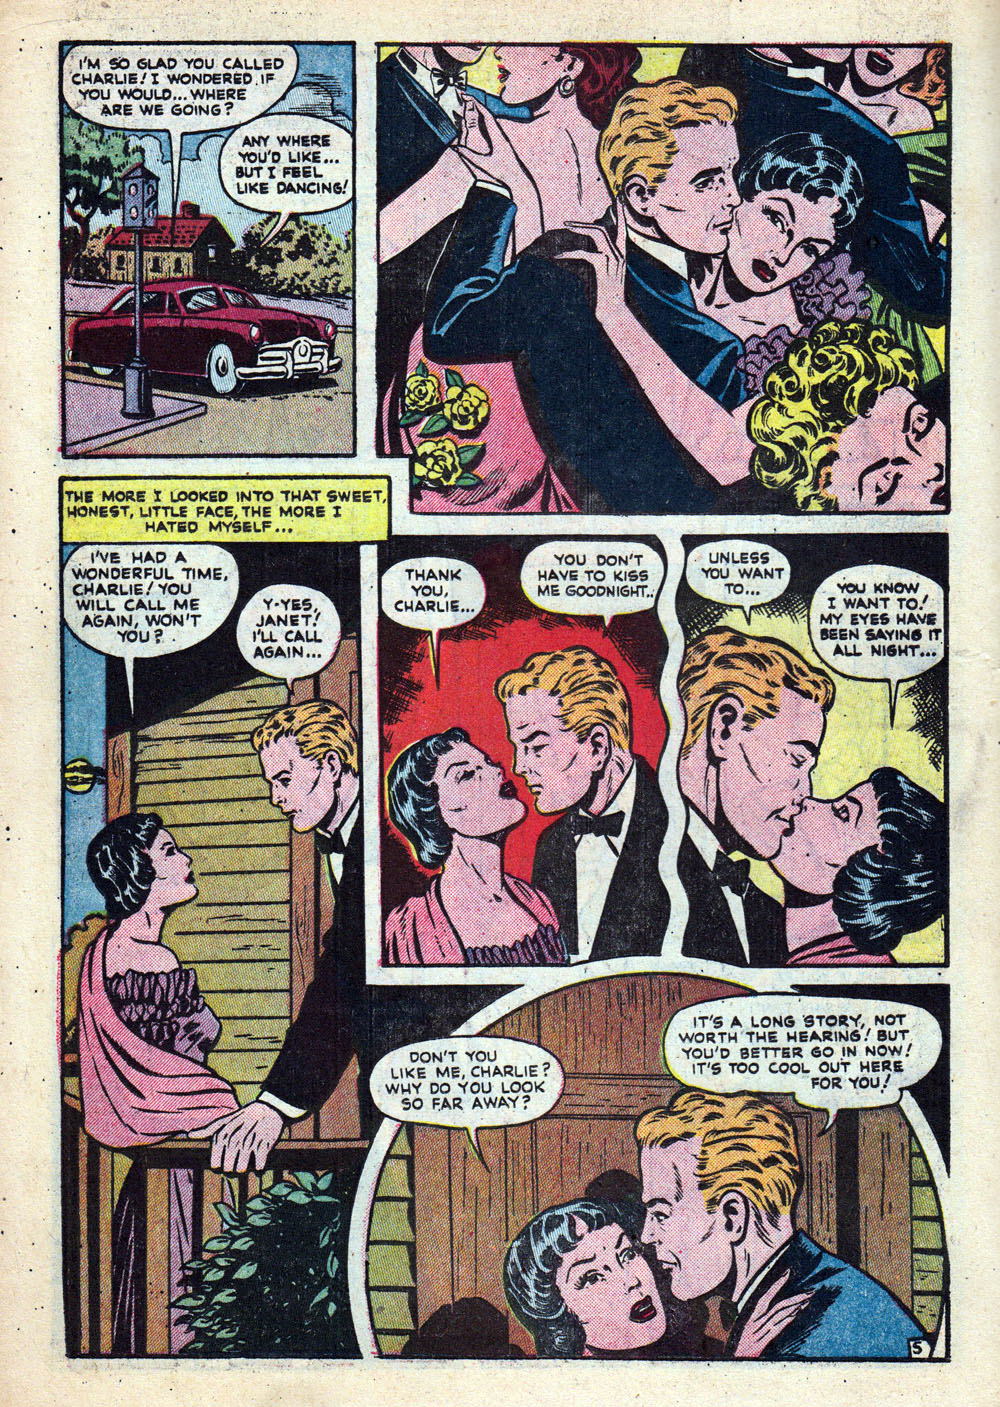 I'M SO GLAD YOU CALLED
CHARLIE! I WONDERED IF
YOU WOULD... WHERE
ARE WE GOING?
ANY WHERE
YOU'D LIKE...
BUT I FEEL
LIKE DANCING!
THE MORE I LOOKED INTO THAT SWEET,
HONEST, LITTLE FACE, THE MORE I
HATED MYSELF...
I'VE HAD A
WONDERFUL TIME,
CHARLIE! YOU
WILL CALL ME
AGAIN, WON'T
YOU?
Y-YES,
JANET!
I'LL CALL
AGAIN...
THANK
YOU,
CHARLIE...
YOU DON'T
HAVE TO KISS
ME GOODNIGHT..
UNLESS
YOU WANT
TO...
YOU KNOW
I WANT TO!
MY EYES HAVE
BEEN SAYING IT
ALL NIGHT...
DON'T YOU
LIKE ME, CHARLIE?
WHY DO YOU LOOK
SO FAR AWAY?
IT'S A LONG STORY, NOT
WORTH THE HEARING! BUT
YOU'D BETTER GO IN NOW!
IT'S TOO COOL OUT HERE
FOR YOU!
5